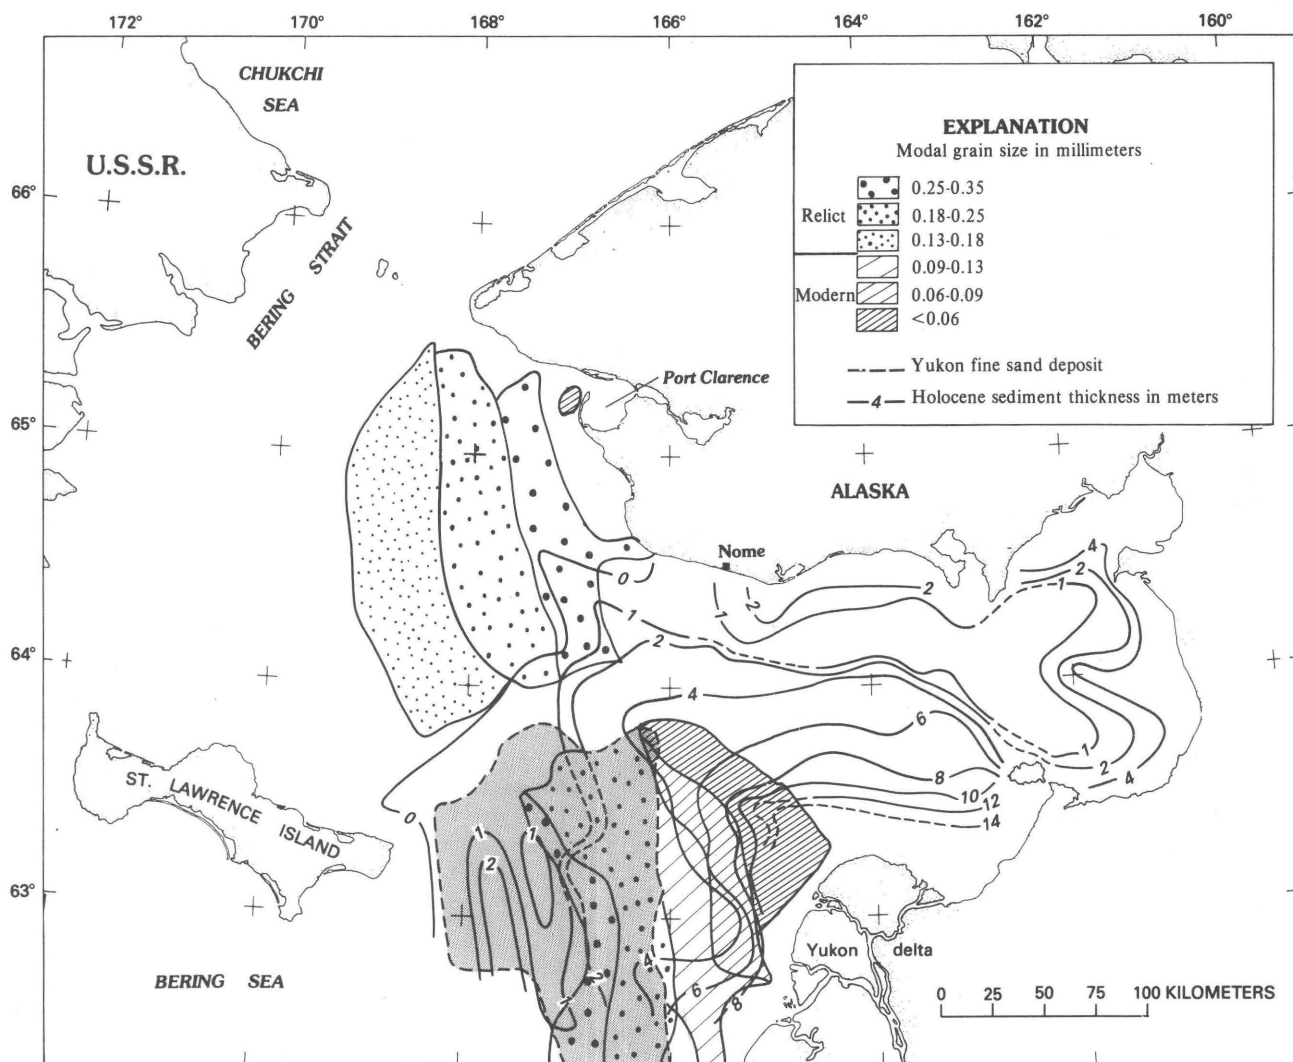 172° 170° 168° 166° 164° 162° 160°
CHUKCHI
SEA
U.S.S.R.
66°
BERING STRAIT
EXPLANATION
Modal grain size in millimeters
0.25-0.35
Relict 0.18-0.25
0.13-0.18
0.09-0.13
Modern 0.06-0.09
<0.06
Yukon fine sand deposit
4 Holocene sediment thickness in meters
Port Clarence
65°
ALASKA
Nome
0
2
1
2
4
2
1
1
2
64°
4
6
1
2
4
8
10
12
14
ST. LAWRENCE ISLAND
0
1
2
1
63°
Yukon delta
BERING SEA
4
6
8
2
1
0 25 50 75 100 KILOMETERS